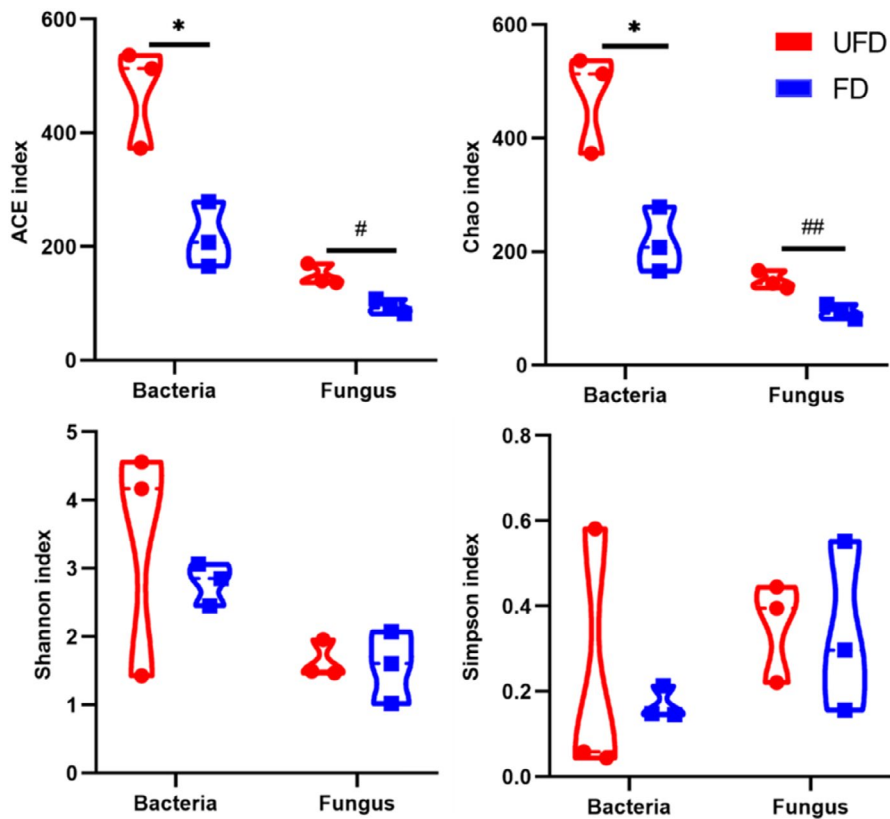 ACE index
600
400
200
0
*
#
Bacteria Fungus
Chao index
600
400
200
0
*
##
Bacteria Fungus
UFD
FD
Shannon index
5
4
3
2
1
0
Bacteria Fungus
Simpson index
0.8
0.6
0.4
0.2
0.0
Bacteria Fungus